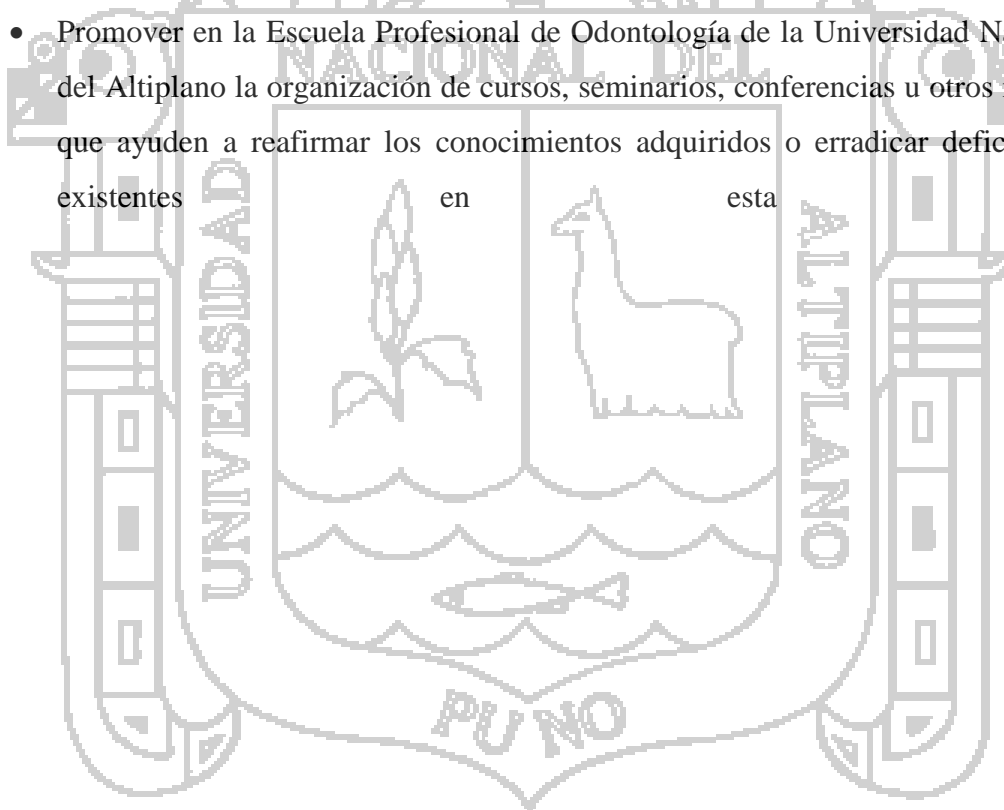 • Promover en la Escuela Profesional de Odontología de la Universidad
NACIONAL DEL
del Altiplano la organización de cursos, seminarios, conferencias u otros
que ayuden a reafirmar los conocimientos adquiridos o erradicar
existentes en esta
UNIVERSIDAD
ALTIPLANO
PUNO